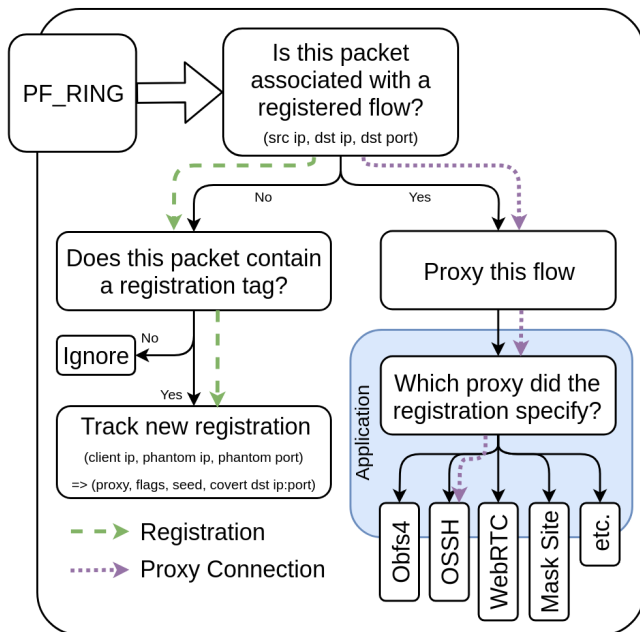 PF_RING
Is this packet
associated with a
registered flow?
(src ip, dst ip, dst port)
No
Yes
Does this packet contain
a registration tag?
Proxy this flow
No
Ignore
Yes
Track new registration
(client ip, phantom ip, phantom port)
=> (proxy, flags, seed, covert dst ip:port)
Application
Which proxy did the
registration specify?
Obfs4
OSSH
WebRTC
Mask Site
etc.
Registration
Proxy Connection